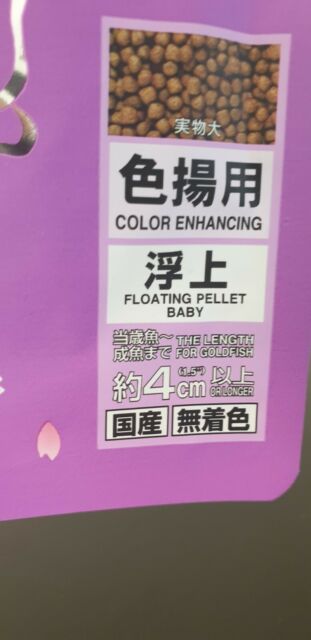 実物大
色揚用
COLOR ENHANCING
浮上
FLOATING PELLET
BABY
当歳魚～ THE LENGTH
成魚まで FOR GOLDFISH
約4cm (1.5") 以上 OR LONGER
国産 無着色